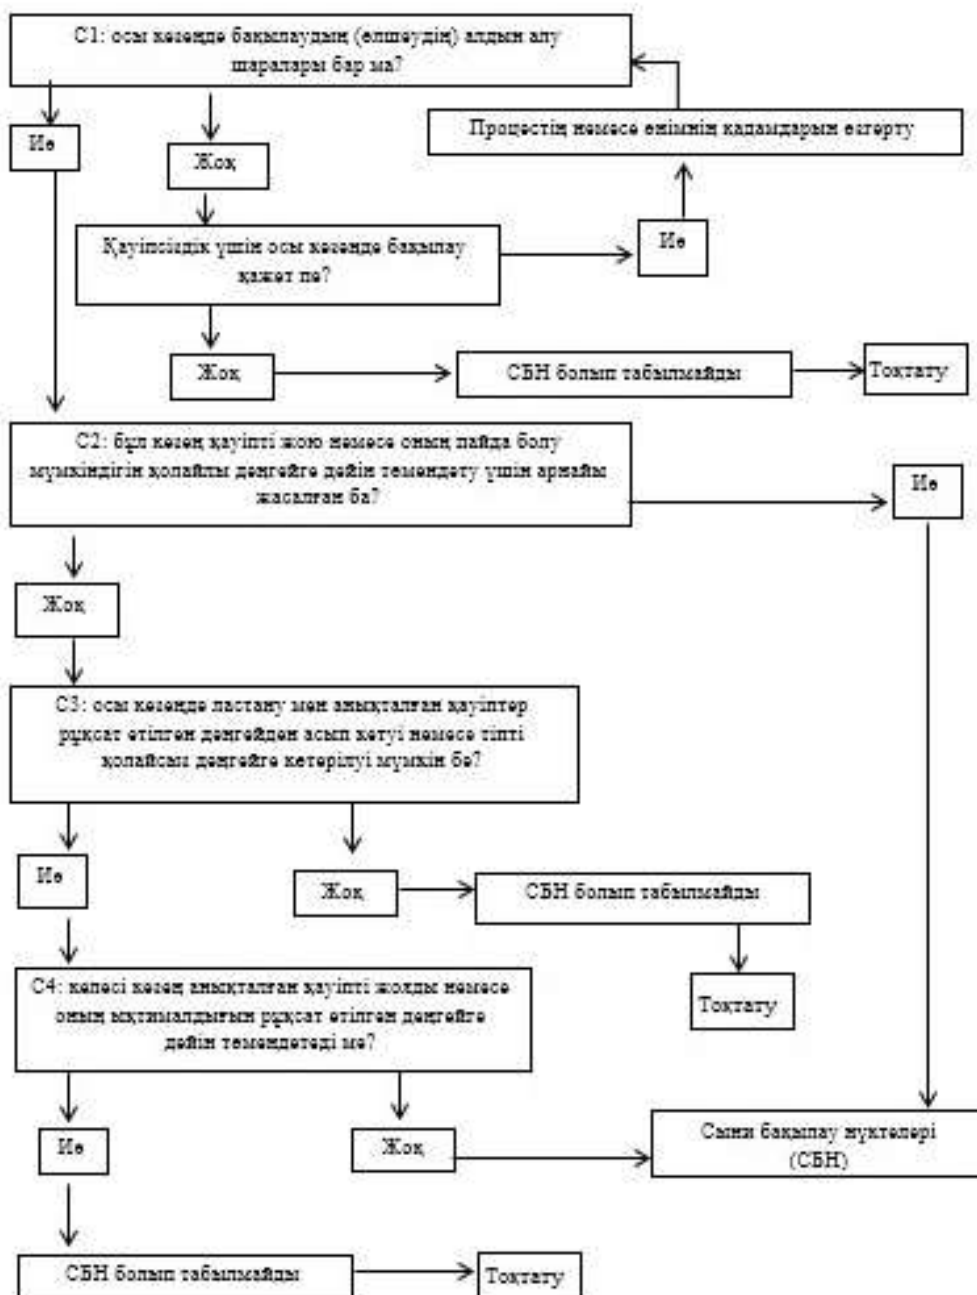 С1: осы кезеңде бақылаудың (өлшеудің) алдын алу
шаралары бар ма?
Иә
Жоқ
Процестің немесе өнімнің қадамдарын өзгерту
Қауіпсіздік үшін осы кезеңде бақылау
қажет пе?
Иә
Жоқ
СБН болып табылмайды
Тоқтату
С2: бұл кезең қауіпті жою немесе оның пайда болу
мүмкіндігін қолайлы деңгейге дейін төмендету үшін арнайы
жасалған ба?
Иә
Жоқ
С3: осы кезеңде ластану мен анықталған қауіптер
рұқсат етілген деңгейден асып кетуі немесе тіпті
қолайсыз деңгейге көтерілуі мүмкін бе?
Иә
Жоқ
СБН болып табылмайды
Тоқтату
С4: келесі кезең анықталған қауіпті жояды немесе
оның ықтималдығын рұқсат етілген деңгейге
дейін төмендетеді ме?
Иә
Жоқ
Сыни бақылау нүктелері
(СБН)
СБН болып табылмайды
Тоқтату